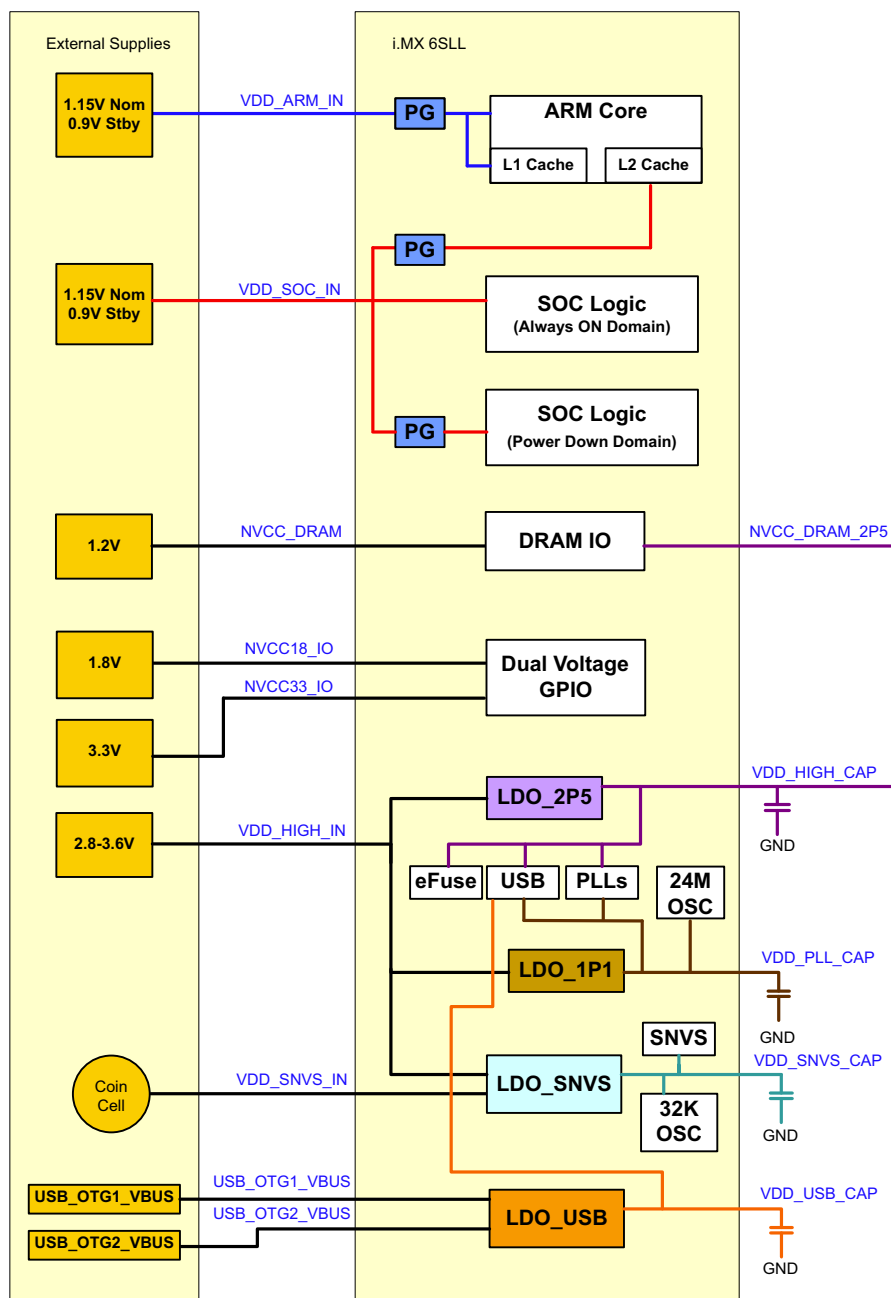 External Supplies
i.MX 6SLL
1.15V Nom
0.9V Stby
VDD_ARM_IN
PG
ARM Core
L1 Cache
L2 Cache
PG
1.15V Nom
0.9V Stby
VDD_SOC_IN
SOC Logic
(Always ON Domain)
PG
SOC Logic
(Power Down Domain)
1.2V
NVCC_DRAM
DRAM IO
NVCC_DRAM_2P5
1.8V
NVCC18_IO
NVCC33_IO
Dual Voltage
GPIO
3.3V
LDO_2P5
VDD_HIGH_CAP
GND
2.8-3.6V
VDD_HIGH_IN
eFuse
USB
PLLs
24M
OSC
LDO_1P1
VDD_PLL_CAP
GND
SNVS
VDD_SNVS_CAP
Coin
Cell
VDD_SNVS_IN
LDO_SNVS
32K
OSC
GND
USB_OTG1_VBUS
USB_OTG1_VBUS
USB_OTG2_VBUS
USB_OTG2_VBUS
LDO_USB
VDD_USB_CAP
GND